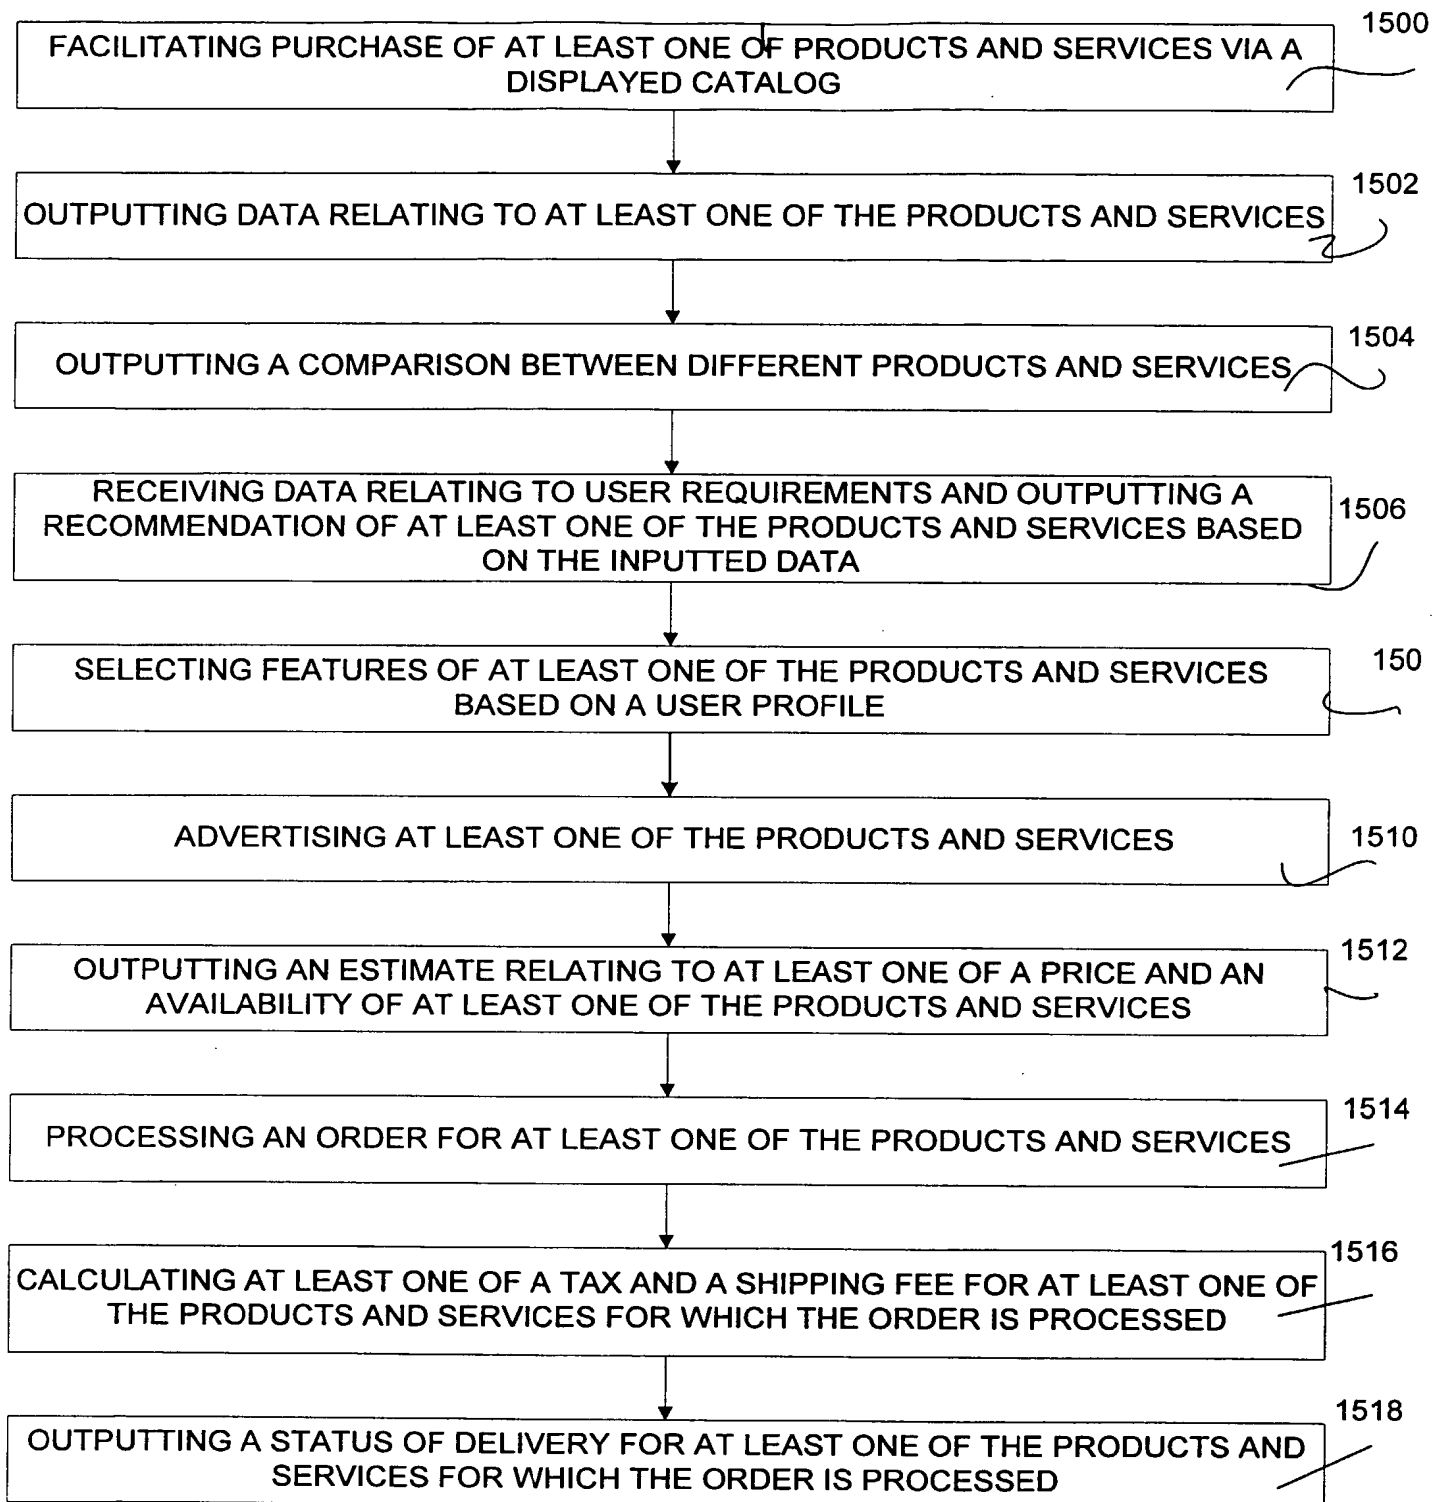 1500
FACILITATING PURCHASE OF AT LEAST ONE OF PRODUCTS AND SERVICES VIA A
DISPLAYED CATALOG
1502
OUTPUTTING DATA RELATING TO AT LEAST ONE OF THE PRODUCTS AND SERVICES
1504
OUTPUTTING A COMPARISON BETWEEN DIFFERENT PRODUCTS AND SERVICES
RECEIVING DATA RELATING TO USER REQUIREMENTS AND OUTPUTTING A
RECOMMENDATION OF AT LEAST ONE OF THE PRODUCTS AND SERVICES BASED
ON THE INPUTTED DATA
1506
SELECTING FEATURES OF AT LEAST ONE OF THE PRODUCTS AND SERVICES
BASED ON A USER PROFILE
150
ADVERTISING AT LEAST ONE OF THE PRODUCTS AND SERVICES
1510
1512
OUTPUTTING AN ESTIMATE RELATING TO AT LEAST ONE OF A PRICE AND AN
AVAILABILITY OF AT LEAST ONE OF THE PRODUCTS AND SERVICES
1514
PROCESSING AN ORDER FOR AT LEAST ONE OF THE PRODUCTS AND SERVICES
1516
CALCULATING AT LEAST ONE OF A TAX AND A SHIPPING FEE FOR AT LEAST ONE OF
THE PRODUCTS AND SERVICES FOR WHICH THE ORDER IS PROCESSED
1518
OUTPUTTING A STATUS OF DELIVERY FOR AT LEAST ONE OF THE PRODUCTS AND
SERVICES FOR WHICH THE ORDER IS PROCESSED